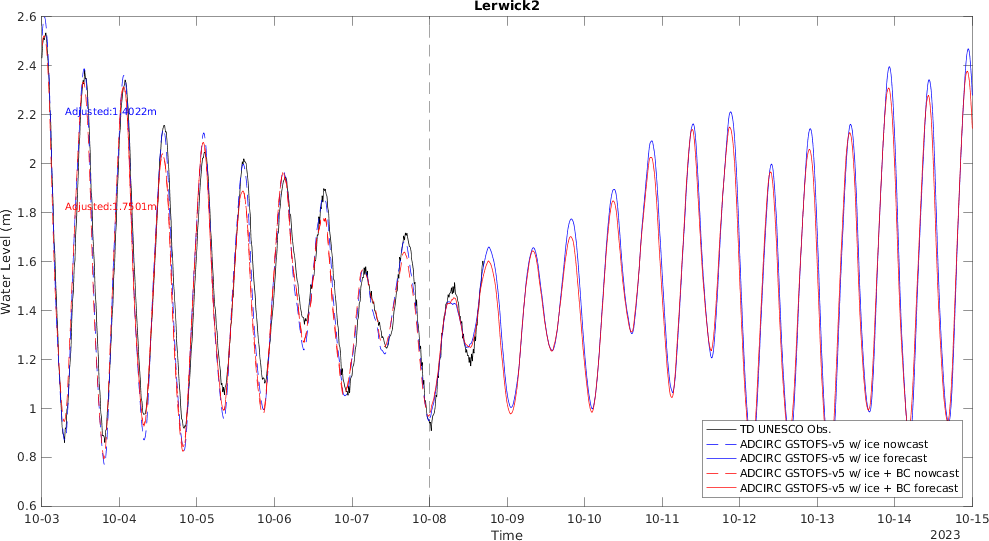 Lerwick2
2.6
2.4
2.2
2
1.8
1.6
1.4
1.2
1
0.8
0.6
Water Level (m)
Adjusted:1.4022m
Adjusted:1.7501m
TD UNESCO Obs.
ADCIRC GSTOFS-v5 w/ ice nowcast
ADCIRC GSTOFS-v5 w/ ice forecast
ADCIRC GSTOFS-v5 w/ ice + BC nowcast
ADCIRC GSTOFS-v5 w/ ice + BC forecast
10-03 10-04 10-05 10-06 10-07 10-08 10-09 10-10 10-11 10-12 10-13 10-14 10-15
Time
2023